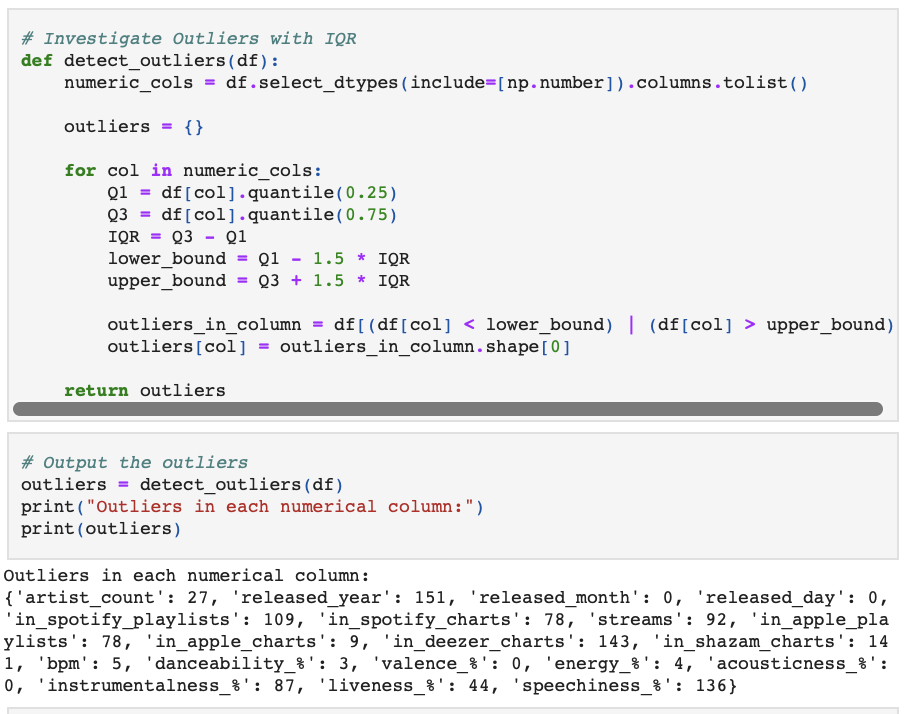 # Investigate Outliers with IQR
def detect_outliers(df):
    numeric_cols = df.select_dtypes(include=[np.number]).columns.tolist()
    outliers = {}
    for col in numeric_cols:
        Q1 = df[col].quantile(0.25)
        Q3 = df[col].quantile(0.75)
        IQR = Q3 - Q1
        lower_bound = Q1 - 1.5 * IQR
        upper_bound = Q3 + 1.5 * IQR
        outliers_in_column = df[(df[col] < lower_bound) | (df[col] > upper_bound)
        outliers[col] = outliers_in_column.shape[0]
    return outliers
# Output the outliers
outliers = detect_outliers(df)
print("Outliers in each numerical column:")
print(outliers)
Outliers in each numerical column:
{'artist_count': 27, 'released_year': 151, 'released_month': 0, 'released_day': 0,
'in_spotify_playlists': 109, 'in_spotify_charts': 78, 'streams': 92, 'in_apple_pla
ylists': 78, 'in_apple_charts': 9, 'in_deezer_charts': 143, 'in_shazam_charts': 14
1, 'bpm': 5, 'danceability_%': 3, 'valence_%': 0, 'energy_%': 4, 'acousticness_%':
0, 'instrumentalness_%': 87, 'liveness_%': 44, 'speechiness_%': 136}